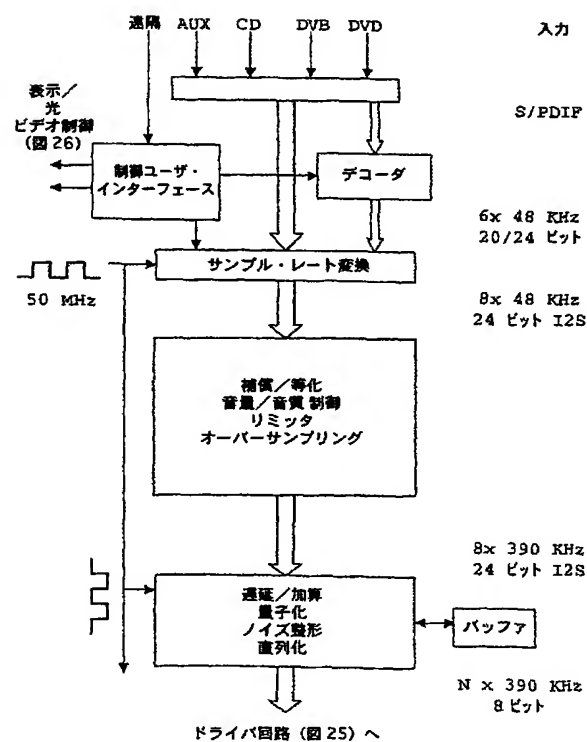 遠隔 AUX CD DVB DVD
入力
表示/
光
ビデオ制御
(図26)
S/PDIF
制御ユーザ・
インターフェース
デコーダ
6x 48 KHz
20/24 ビット
サンプル・レート変換
50 MHz
8x 48 KHz
24 ビット I2S
補償/等化
音量/音質 制御
リミッタ
オーバーサンプリング
8x 390 KHz
24 ビット I2S
遅延/加算
量子化
ノイズ整形
直列化
バッファ
N x 390 KHz
8 ビット
ドライバ回路(図25)へ